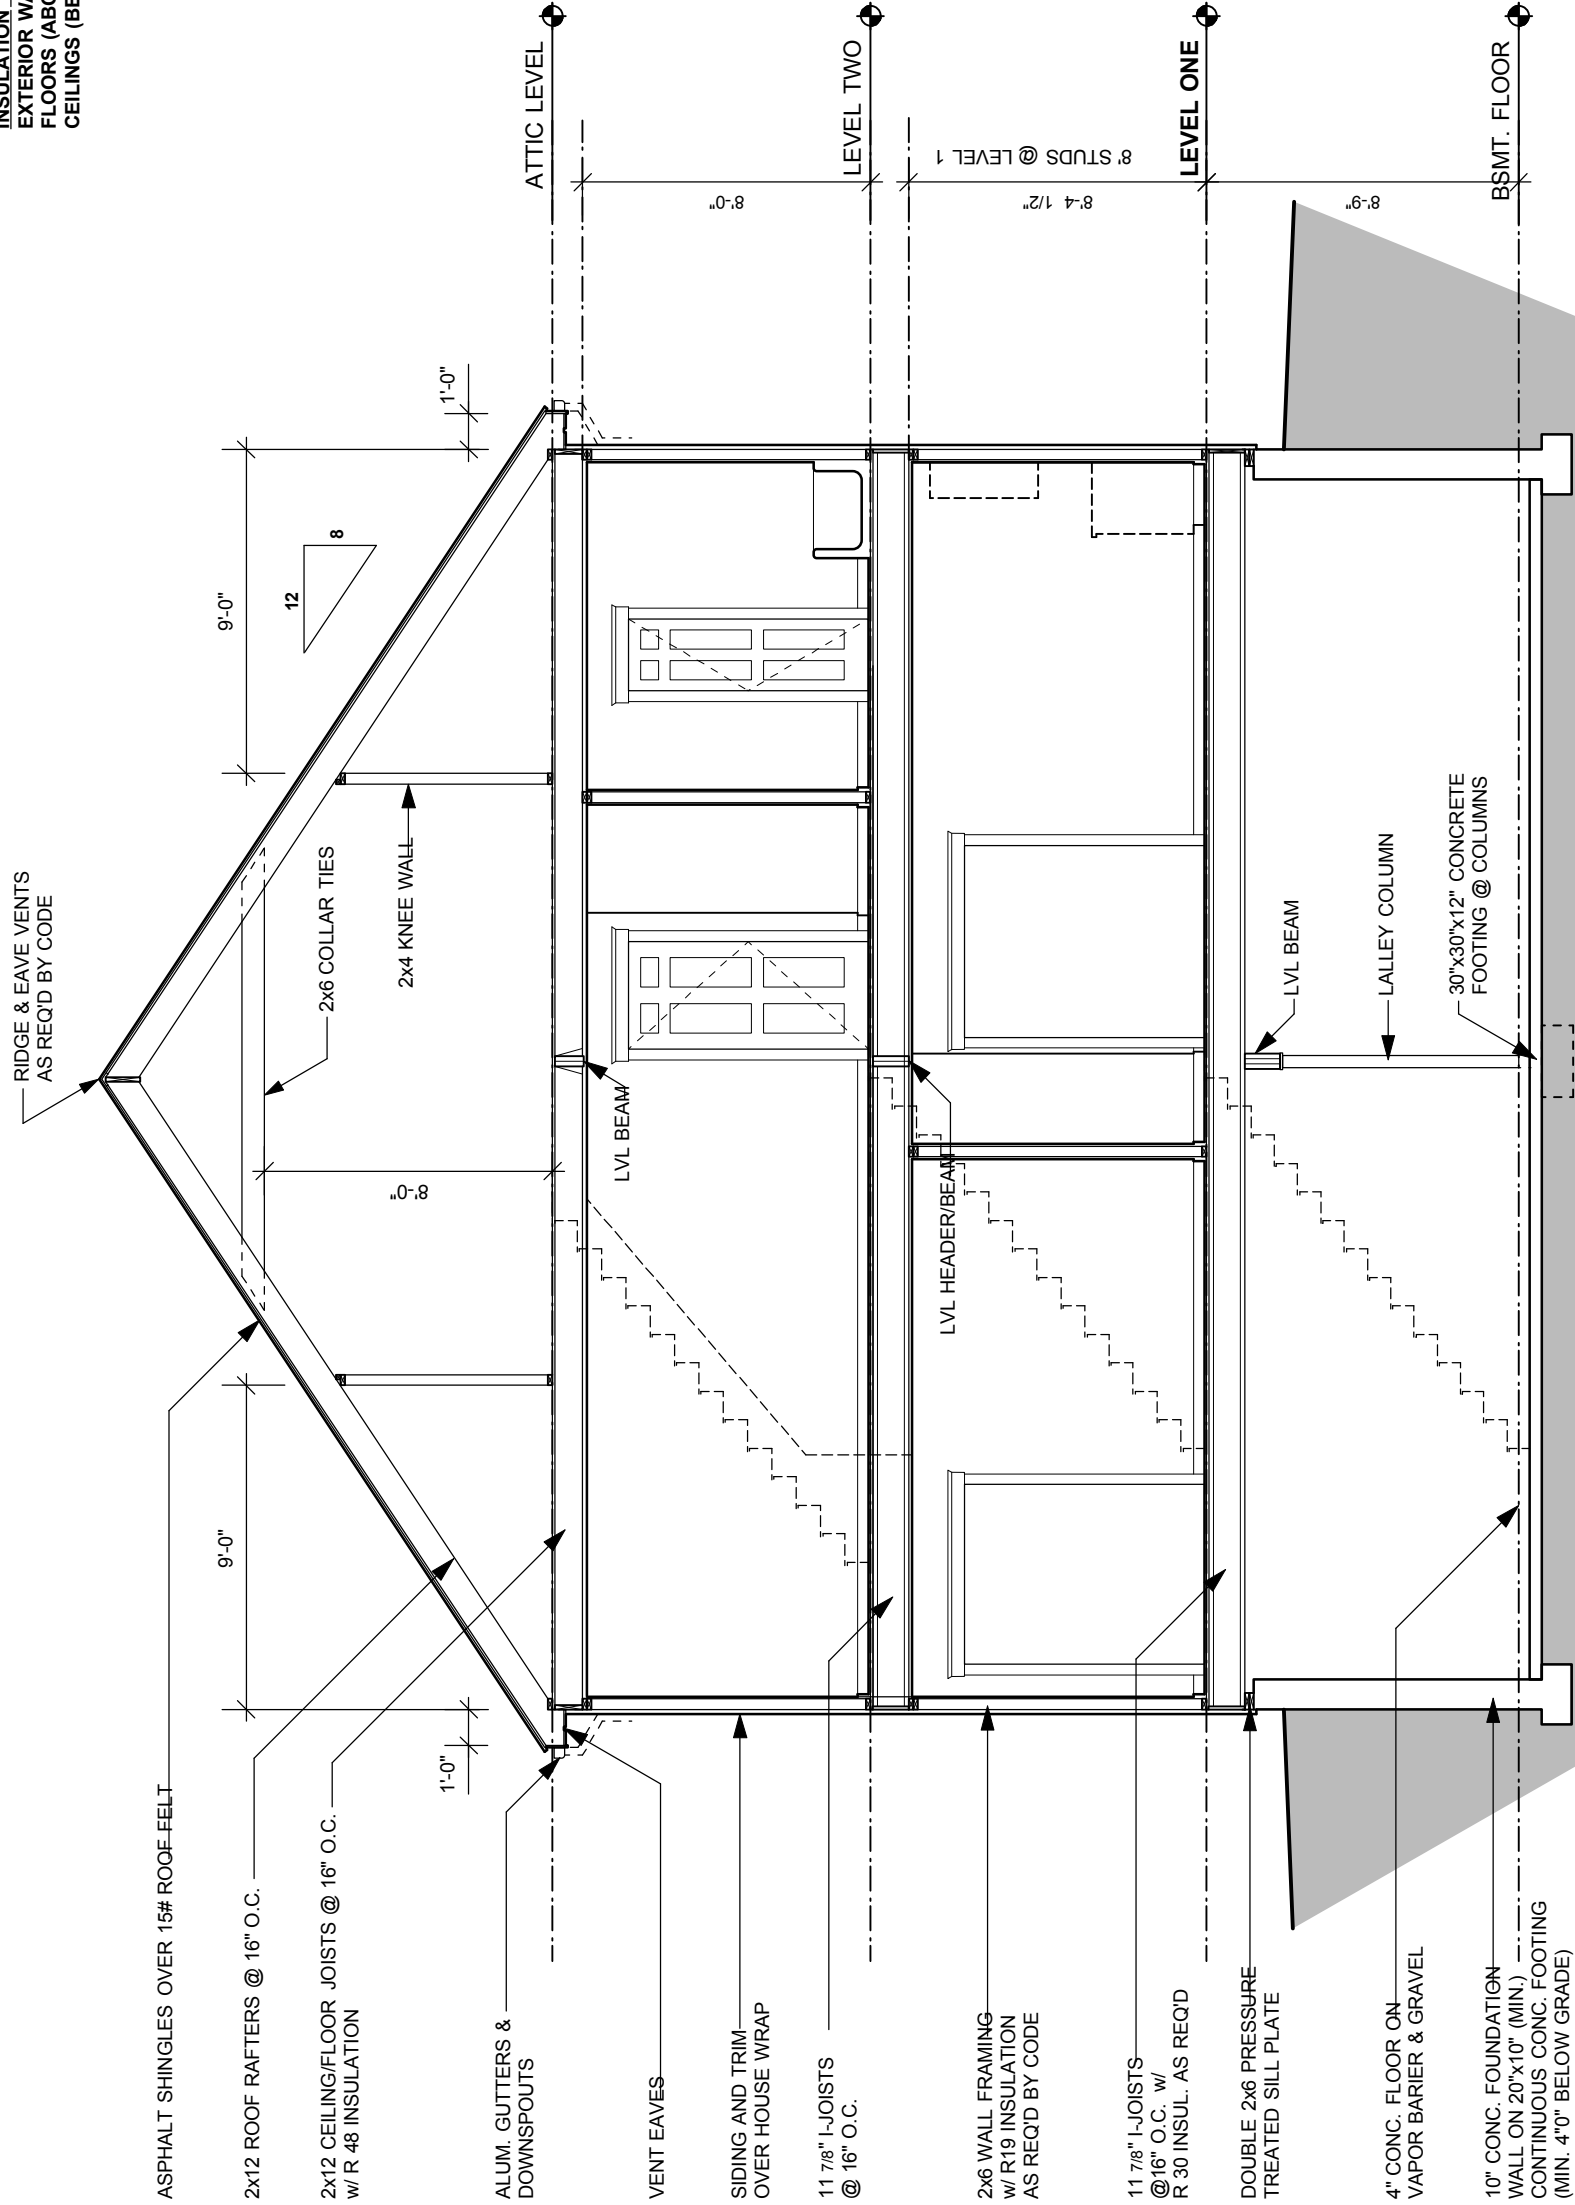 INSULATION
EXTERIOR WA
FLOORS (ABO
CEILINGS (BE
RIDGE & EAVE VENTS
AS REQ'D BY CODE
ASPHALT SHINGLES OVER 15# ROOF FELT
2x12 ROOF RAFTERS @ 16" O.C.
2x12 CEILING/FLOOR JOISTS @ 16" O.C.
w/ R 48 INSULATION
ALUM. GUTTERS &
DOWNSPOUTS
VENT EAVES
SIDING AND TRIM
OVER HOUSE WRAP
11 7/8" I-JOISTS
@ 16" O.C.
2x6 WALL FRAMING
w/ R19 INSULATION
AS REQ'D BY CODE
11 7/8" I-JOISTS
@16" O.C. w/
R 30 INSUL. AS REQ'D
DOUBLE 2x6 PRESSURE
TREATED SILL PLATE
4" CONC. FLOOR ON
VAPOR BARIER & GRAVEL
10" CONC. FOUNDATION
WALL ON 20"x10" (MIN.)
CONTINUOUS CONC. FOOTING
(MIN. 4'0" BELOW GRADE)
9'-0"
1'-0"
8'-0"
2x6 COLLAR TIES
2x4 KNEE WALL
9'-0"
12
8
1'-0"
LVL BEAM
LVL HEADER/BEAM
LVL BEAM
LALLEY COLUMN
30"x30"x12" CONCRETE
FOOTING @ COLUMNS
ATTIC LEVEL
8'-0"
LEVEL TWO
8'-4 1/2"
8' STUDS @ LEVEL 1
LEVEL ONE
8'-9"
BSMT. FLOOR